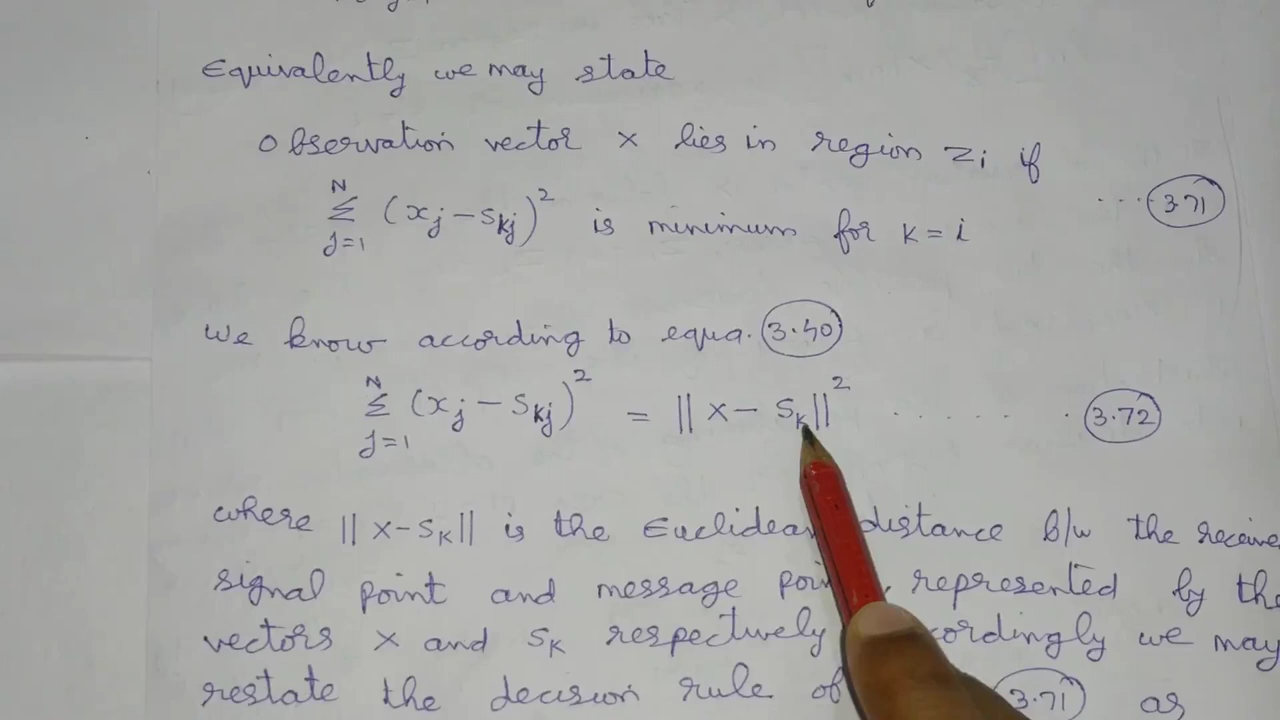 Equivalently we may state
Observation vector x lies in region Zi if
N Σ j=1 (xj - Skj)² is minimum for k = i ... 3.71
We know according to equa. 3.40
N Σ j=1 (xj - Skj)² = || x - Sk ||² ...... 3.72
where || x - Sk || is the Euclidean distance b/w the receive
signal point and message poin, represented by the
vectors x and Sk respectively cordingly we may
restate the decision rule of 3.71 as